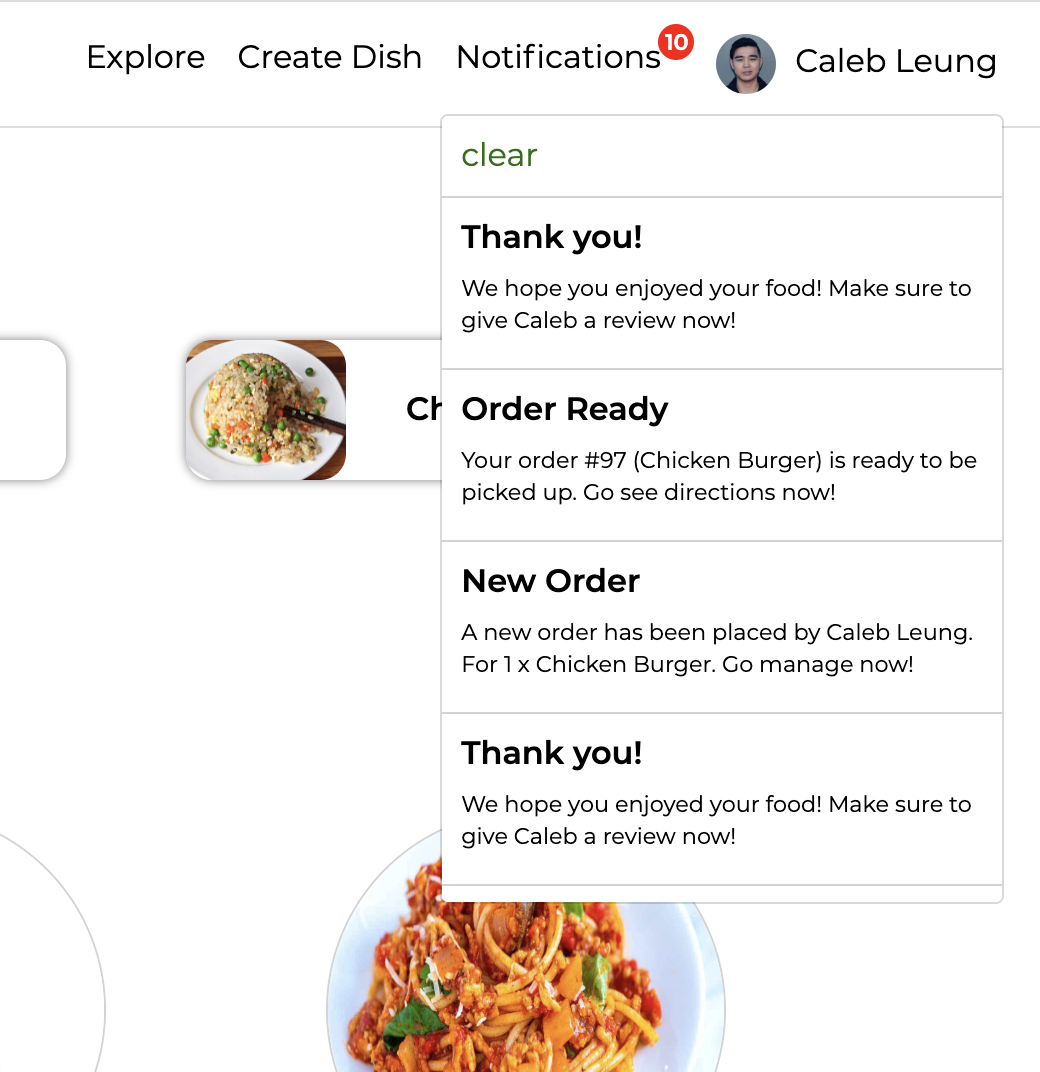 Explore Create Dish Notifications 10 Caleb Leung
clear
Thank you!
We hope you enjoyed your food! Make sure to
give Caleb a review now!
Ch
Order Ready
Your order #97 (Chicken Burger) is ready to be
picked up. Go see directions now!
New Order
A new order has been placed by Caleb Leung.
For 1 x Chicken Burger. Go manage now!
Thank you!
We hope you enjoyed your food! Make sure to
give Caleb a review now!